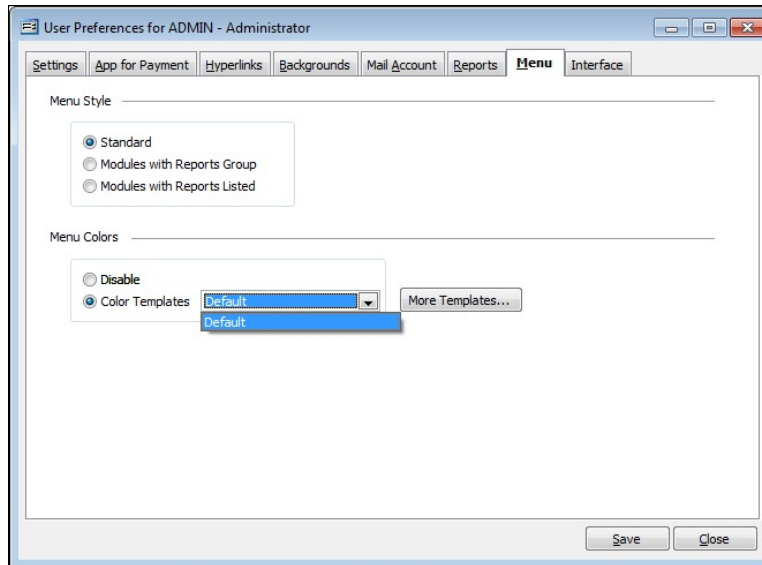 User Preferences for ADMIN - Administrator
Settings App for Payment Hyperlinks Backgrounds Mail Account Reports Menu Interface
Menu Style
Standard
Modules with Reports Group
Modules with Reports Listed
Menu Colors
Disable
Color Templates Default More Templates...
Default
Save Close